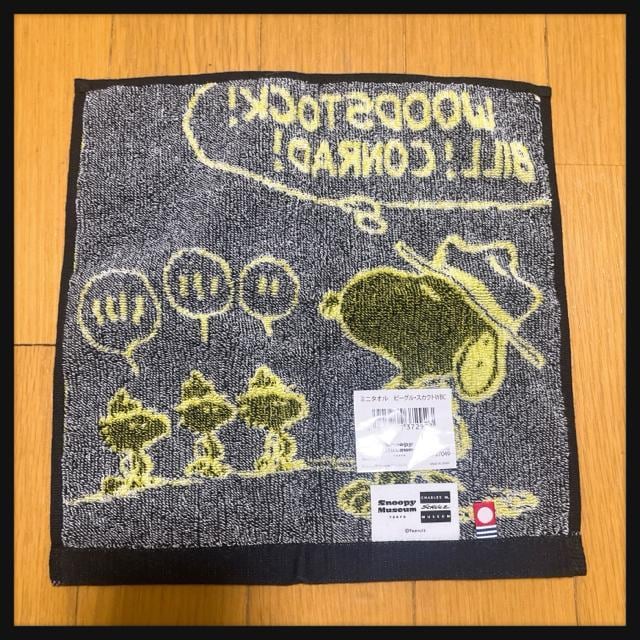 WOODSTOCK!
BILL! CONRAD!
ミニタオル ビーグル・スカウトWBC
Snoopy
Museum
TOKYO
CHARLES M.
Schulz
MUSEUM
©Peanuts